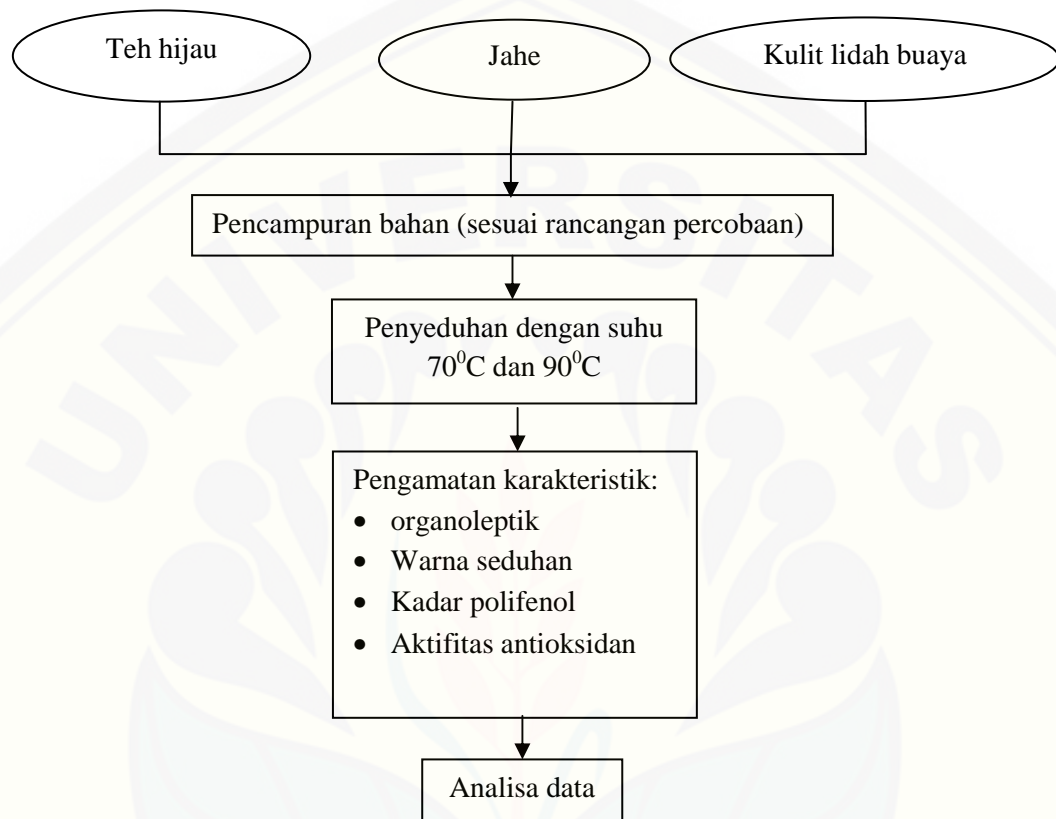 Teh hijau
Jahe
Kulit lidah buaya
Pencampuran bahan (sesuai rancangan percobaan)
Penyeduhan dengan suhu
70⁰C dan 90⁰C
Pengamatan karakteristik:
• organoleptik
• Warna seduhan
• Kadar polifenol
• Aktifitas antioksidan
Analisa data
UNIVERSITAS